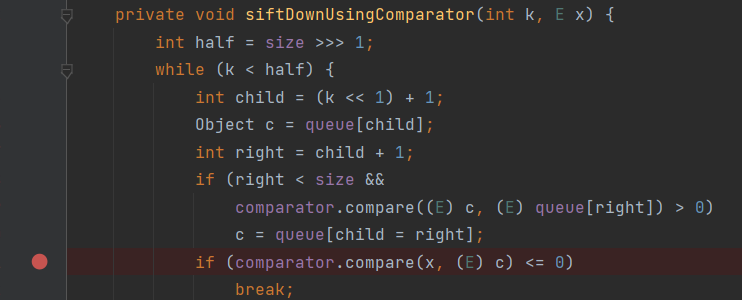 private void siftDownUsingComparator(int k, E x) {
int half = size >>> 1;
while (k < half) {
int child = (k << 1) + 1;
Object c = queue[child];
int right = child + 1;
if (right < size &&
comparator.compare((E) c, (E) queue[right]) > 0)
c = queue[child = right];
if (comparator.compare(x, (E) c) <= 0)
break;